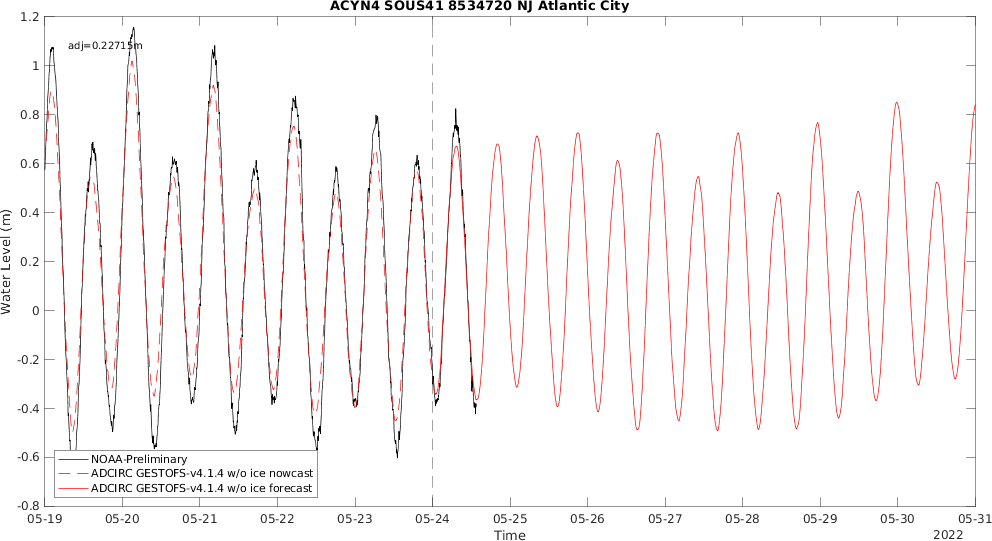 ACYN4 SOUS41 8534720 NJ Atlantic City
adj=0.22715m
Water Level (m)
1.2
1
0.8
0.6
0.4
0.2
0
-0.2
-0.4
-0.6
-0.8
NOAA-Preliminary
ADCIRC GESTOFS-v4.1.4 w/o ice nowcast
ADCIRC GESTOFS-v4.1.4 w/o ice forecast
05-19 05-20 05-21 05-22 05-23 05-24 05-25 05-26 05-27 05-28 05-29 05-30 05-31
Time
2022